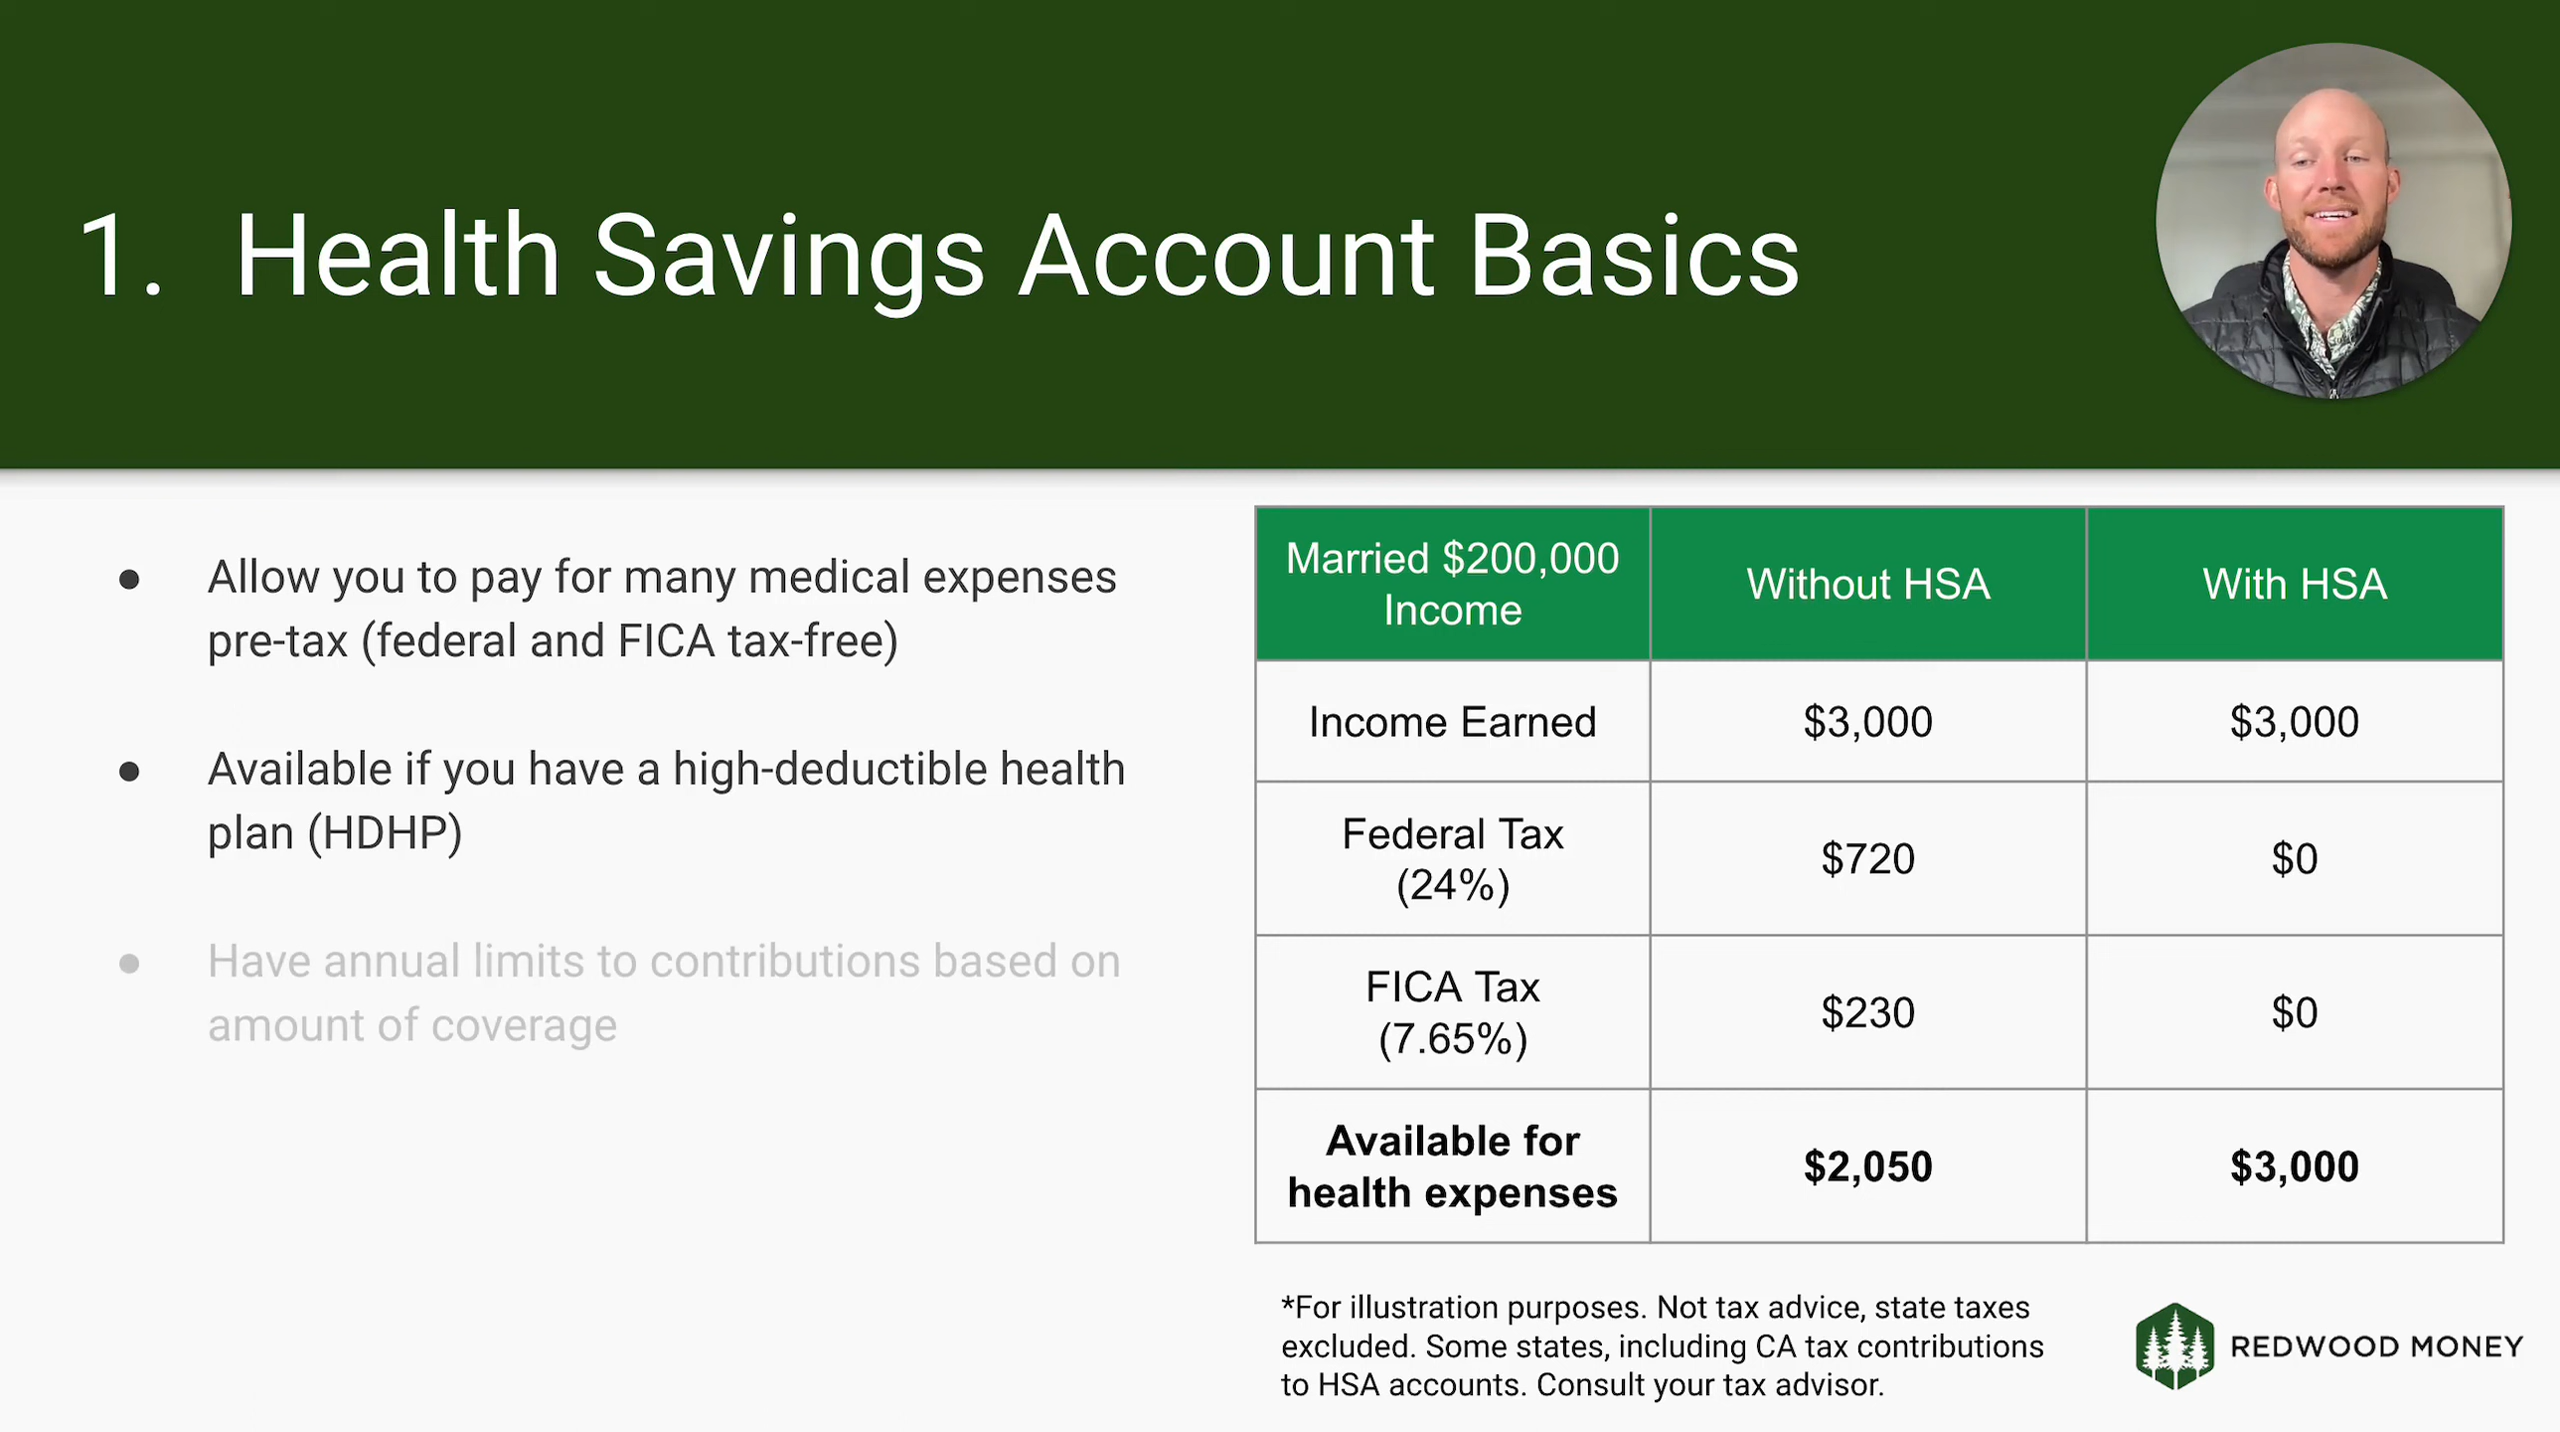 1. Health Savings Account Basics
● Allow you to pay for many medical expenses
pre-tax (federal and FICA tax-free)
● Available if you have a high-deductible health
plan (HDHP)
● Have annual limits to contributions based on
amount of coverage
Married $200,000
Income
Without HSA
With HSA
Income Earned
$3,000
$3,000
Federal Tax
(24%)
$720
$0
FICA Tax
(7.65%)
$230
$0
Available for
health expenses
$2,050
$3,000
*For illustration purposes. Not tax advice, state taxes
excluded. Some states, including CA tax contributions
to HSA accounts. Consult your tax advisor.
REDWOOD MONEY